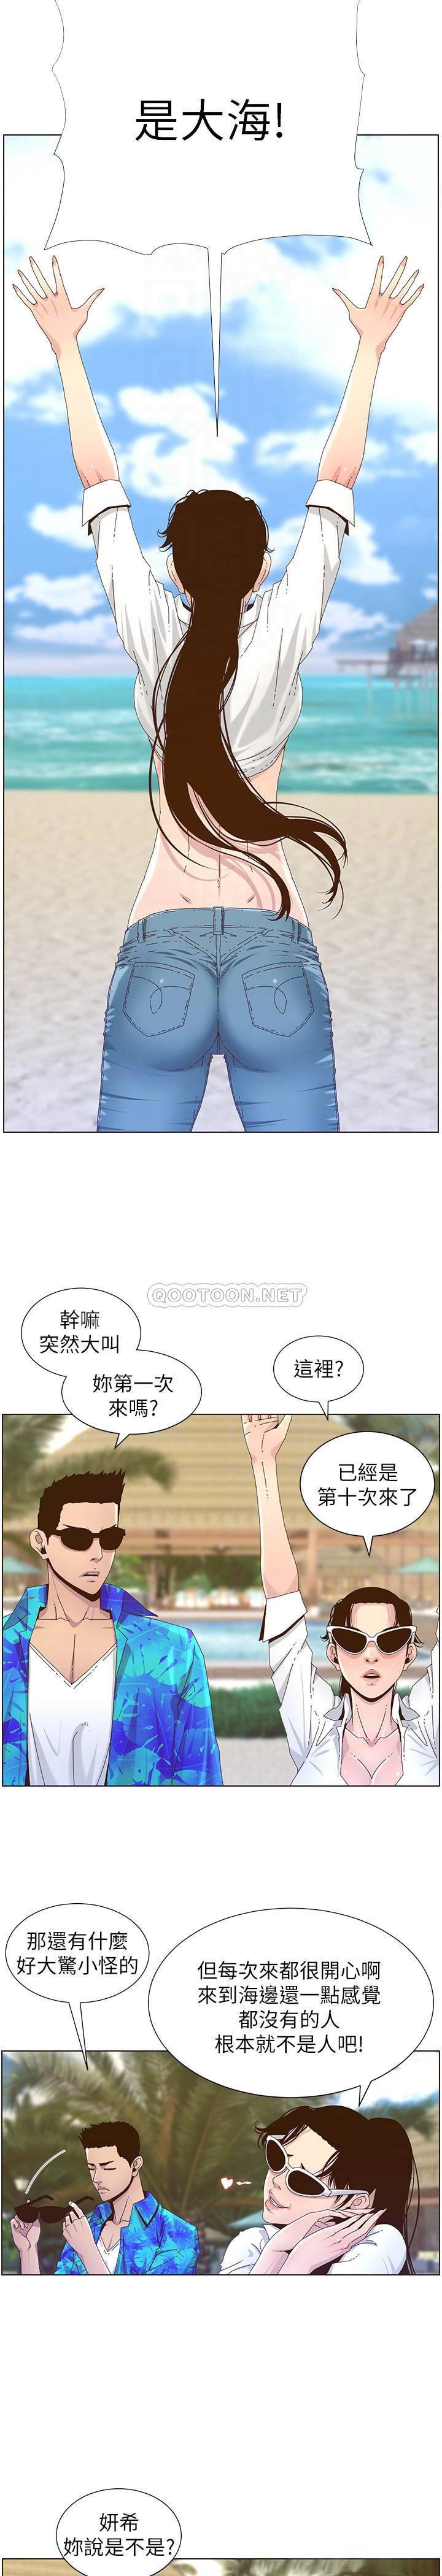 是大海!
QOOTOON.NET
幹嘛
突然大叫
妳第一次
來嗎?
這裡?
已經是
第十次來了
那還有什麼
好大驚小怪的
但每次來都很開心啊
來到海邊還一點感覺
都沒有的人
根本就不是人吧!
妍希
妳說是不是?